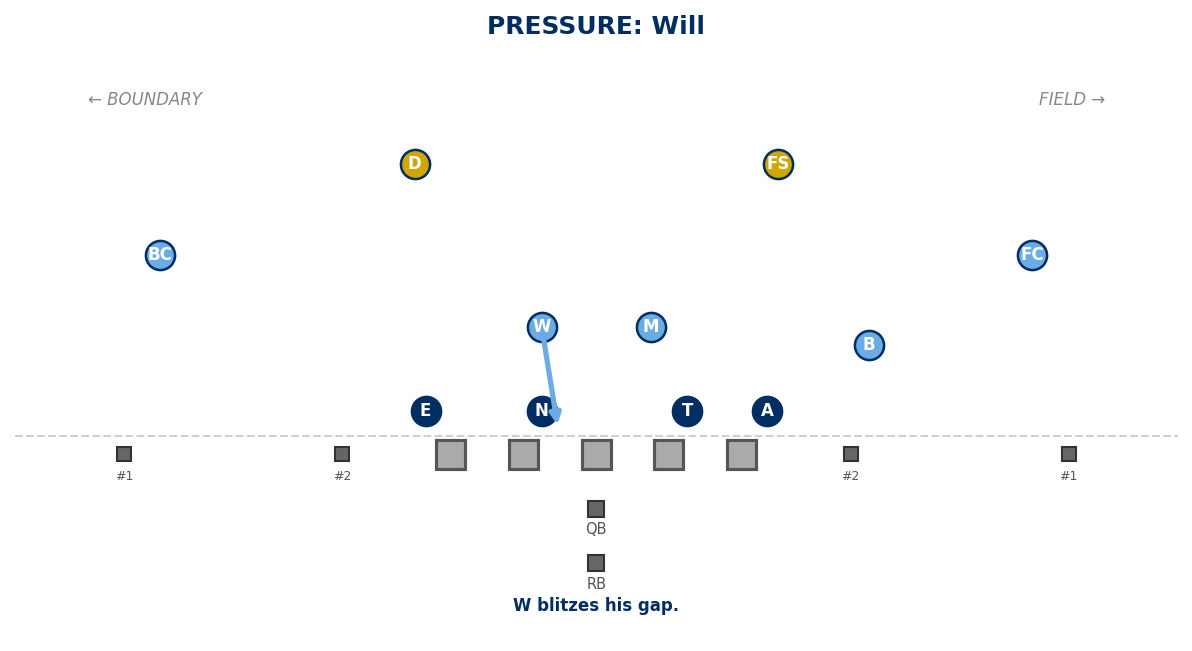 PRESSURE: Will
← BOUNDARY
FIELD →
D
FS
BC
FC
W
M
B
E
N
T
A
#1
#2
#2
#1
QB
RB
W blitzes his gap.